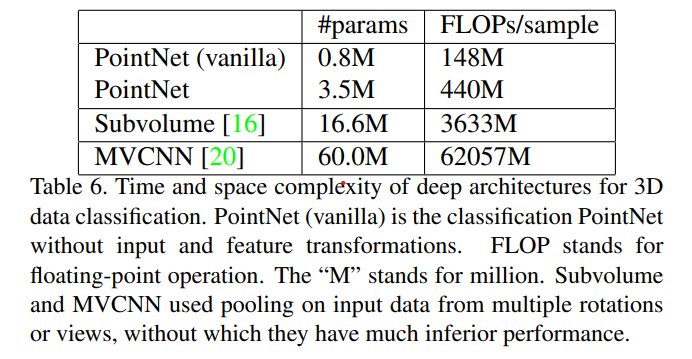 #params FLOPs/sample
PointNet (vanilla) 0.8M 148M
PointNet 3.5M 440M
Subvolume [16] 16.6M 3633M
MVCNN [20] 60.0M 62057M
Table 6. Time and space complexity of deep architectures for 3D
data classification. PointNet (vanilla) is the classification PointNet
without input and feature transformations. FLOP stands for
floating-point operation. The “M” stands for million. Subvolume
and MVCNN used pooling on input data from multiple rotations
or views, without which they have much inferior performance.